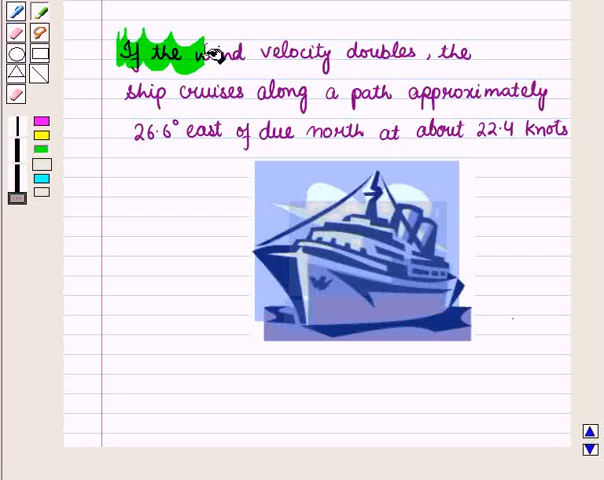 If the wind velocity doubles, the
ship cruises along a path approximately
26.6° east of due north at about 22.4 knots